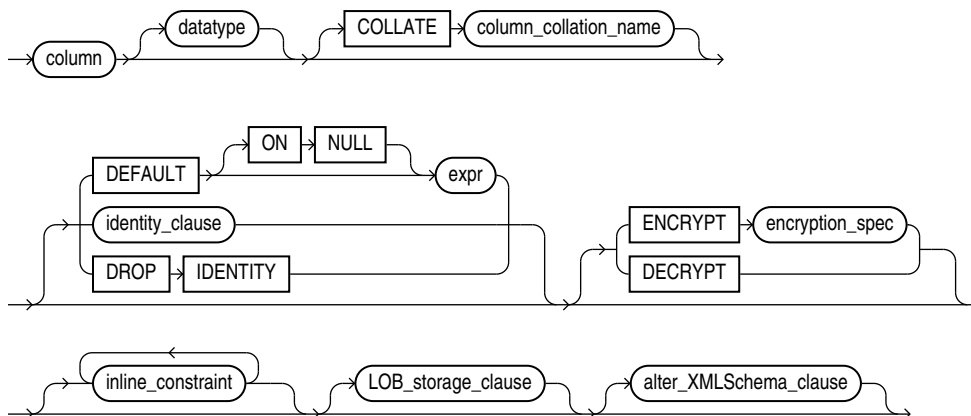 datatype COLLATE column_collation_name
column
ON NULL
DEFAULT expr
identity_clause ENCRYPT encryption_spec
DROP IDENTITY DECRYPT
inline_constraint LOB_storage_clause alter_XMLSchema_clause